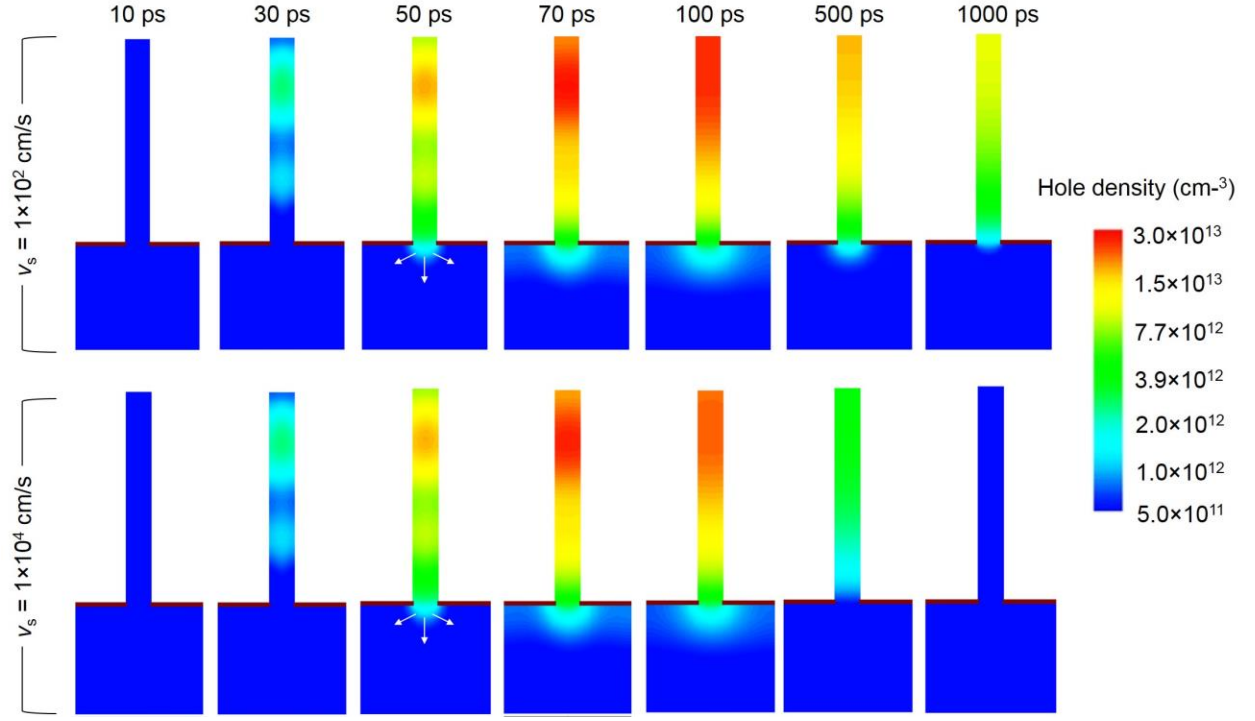 10 ps 30 ps 50 ps 70 ps 100 ps 500 ps 1000 ps
vs = 1×10² cm/s
Hole density (cm-³)
3.0×10¹³
1.5×10¹³
7.7×10¹²
3.9×10¹²
2.0×10¹²
1.0×10¹²
5.0×10¹¹
vs = 1×10⁴ cm/s